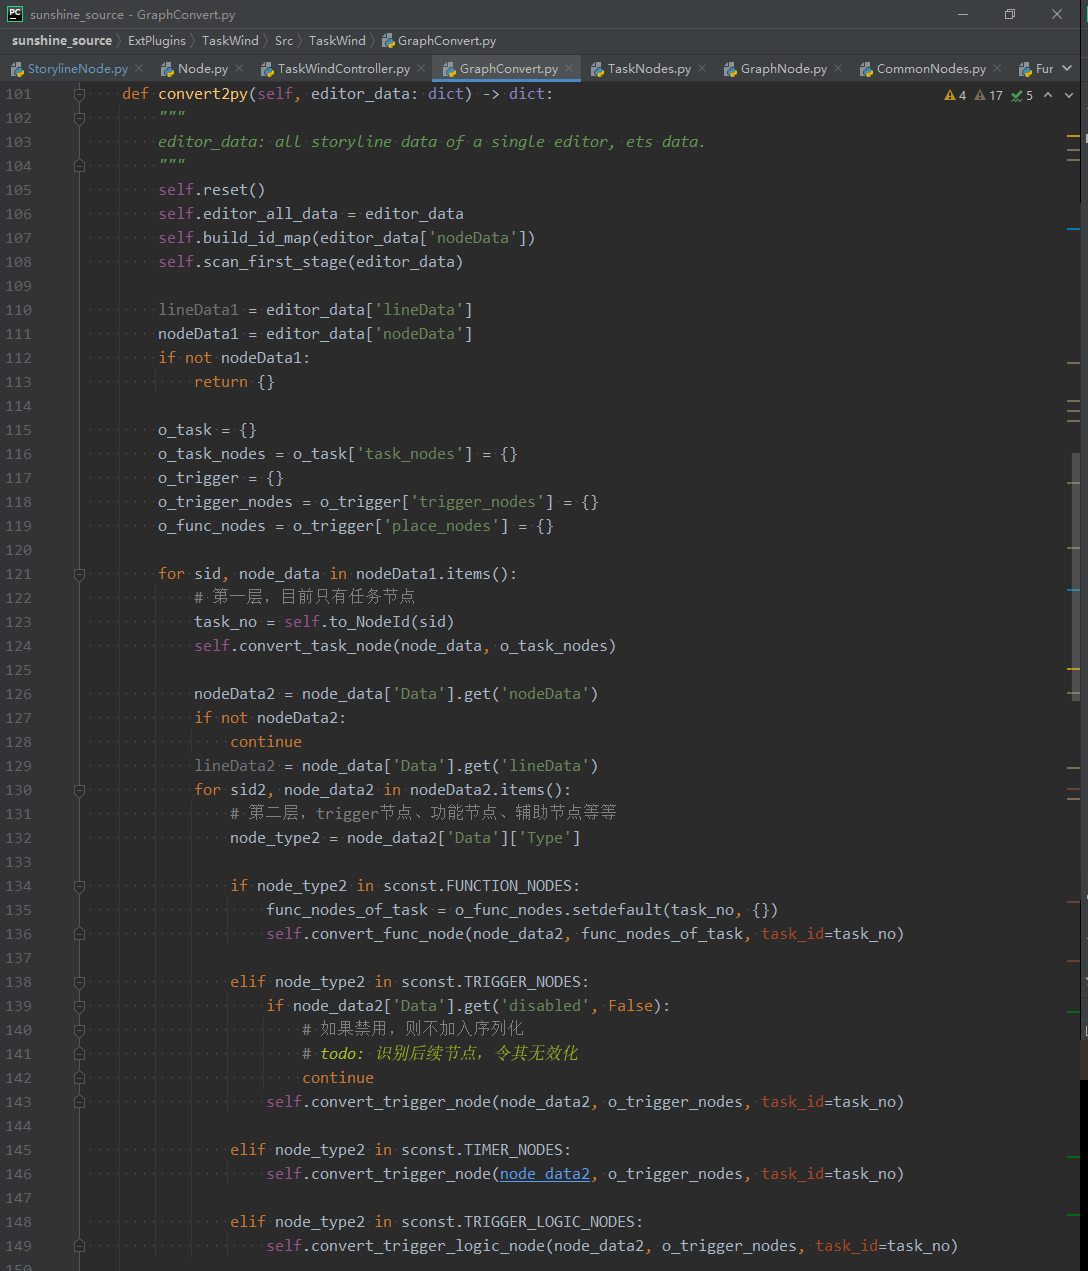 PC sunshine_source - GraphConvert.py
sunshine_source ExtPlugins TaskWind Src TaskWind GraphConvert.py
StorylineNode.py Node.py TaskWindController.py GraphConvert.py TaskNodes.py GraphNode.py CommonNodes.py Fur
4 17 5
101 def convert2py(self, editor_data: dict) -> dict:
102 """
103 editor_data: all storyline data of a single editor, ets data.
104 """
105 self.reset()
106 self.editor_all_data = editor_data
107 self.build_id_map(editor_data['nodeData'])
108 self.scan_first_stage(editor_data)
109
110 lineData1 = editor_data['lineData']
111 nodeData1 = editor_data['nodeData']
112 if not nodeData1:
113 return {}
114
115 o_task = {}
116 o_task_nodes = o_task['task_nodes'] = {}
117 o_trigger = {}
118 o_trigger_nodes = o_trigger['trigger_nodes'] = {}
119 o_func_nodes = o_trigger['place_nodes'] = {}
120
121 for sid, node_data in nodeData1.items():
122 # 第一层，目前只有任务节点
123 task_no = self.to_NodeId(sid)
124 self.convert_task_node(node_data, o_task_nodes)
125
126 nodeData2 = node_data['Data'].get('nodeData')
127 if not nodeData2:
128 continue
129 lineData2 = node_data['Data'].get('lineData')
130 for sid2, node_data2 in nodeData2.items():
131 # 第二层，trigger节点、功能节点、辅助节点等等
132 node_type2 = node_data2['Data']['Type']
133
134 if node_type2 in sconst.FUNCTION_NODES:
135 func_nodes_of_task = o_func_nodes.setdefault(task_no, {})
136 self.convert_func_node(node_data2, func_nodes_of_task, task_id=task_no)
137
138 elif node_type2 in sconst.TRIGGER_NODES:
139 if node_data2['Data'].get('disabled', False):
140 # 如果禁用，则不加入序列化
141 # todo: 识别后续节点，令其无效化
142 continue
143 self.convert_trigger_node(node_data2, o_trigger_nodes, task_id=task_no)
144
145 elif node_type2 in sconst.TIMER_NODES:
146 self.convert_trigger_node(node_data2, o_trigger_nodes, task_id=task_no)
147
148 elif node_type2 in sconst.TRIGGER_LOGIC_NODES:
149 self.convert_trigger_logic_node(node_data2, o_trigger_nodes, task_id=task_no)
150